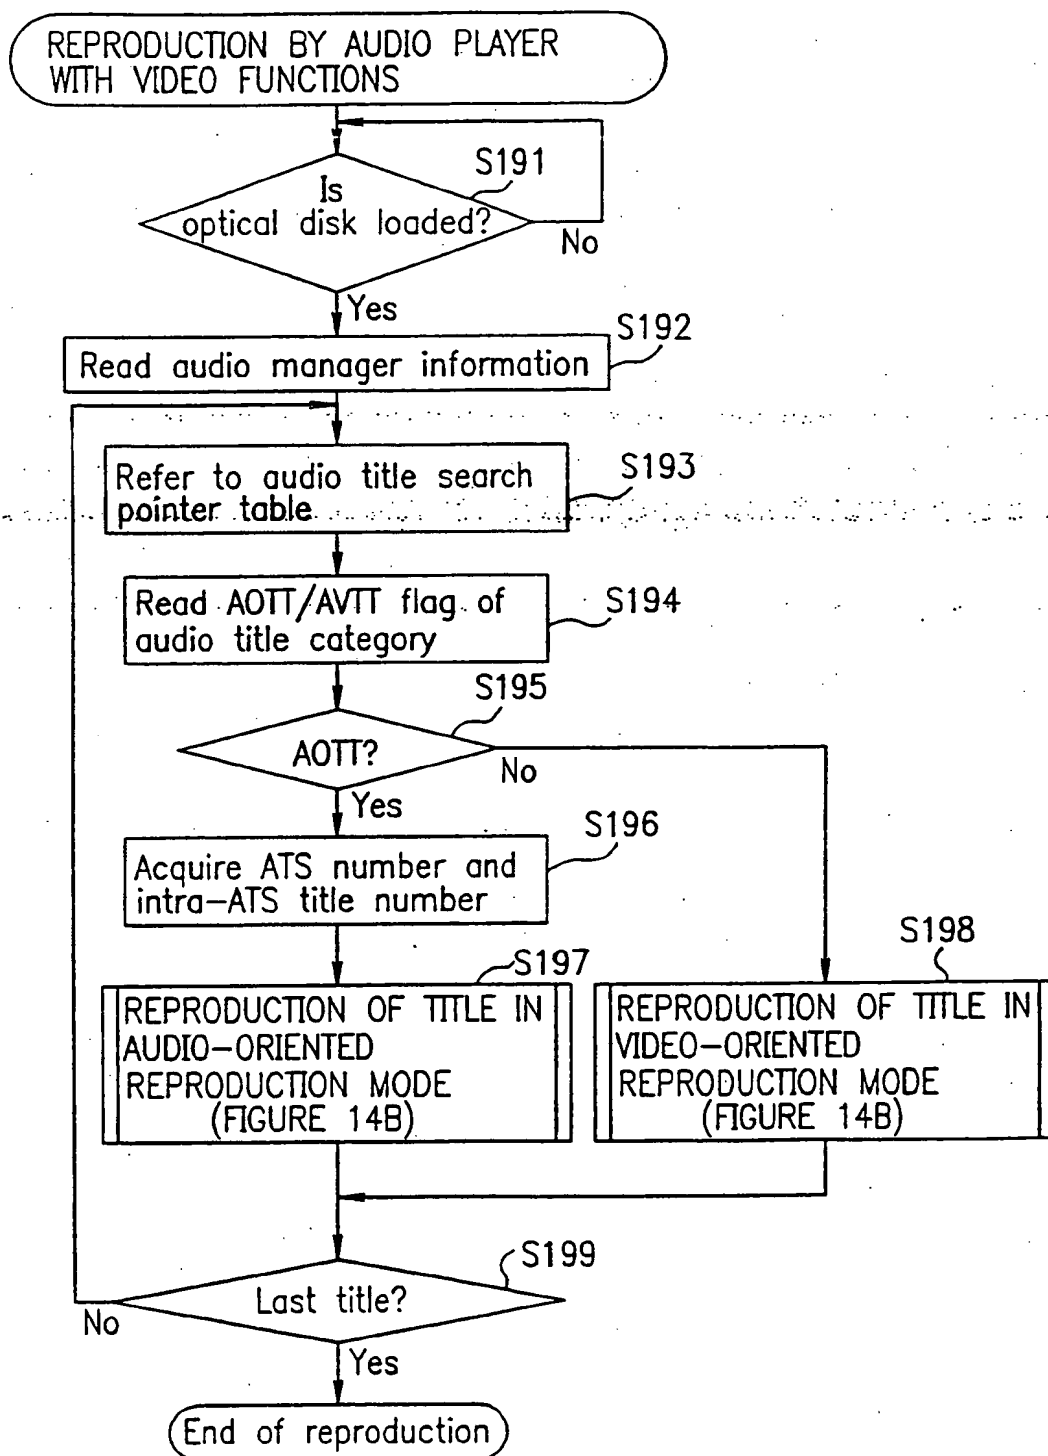 REPRODUCTION BY AUDIO PLAYER
WITH VIDEO FUNCTIONS
S191
Is
optical disk loaded?
No
Yes
S192
Read audio manager information
S193
Refer to audio title search
pointer table
S194
Read AOTT/AVTT flag of
audio title category
S195
AOTT?
No
Yes
S196
Acquire ATS number and
intra-ATS title number
S197
REPRODUCTION OF TITLE IN
AUDIO-ORIENTED
REPRODUCTION MODE
(FIGURE 14B)
S198
REPRODUCTION OF TITLE IN
VIDEO-ORIENTED
REPRODUCTION MODE
(FIGURE 14B)
S199
Last title?
No
Yes
End of reproduction